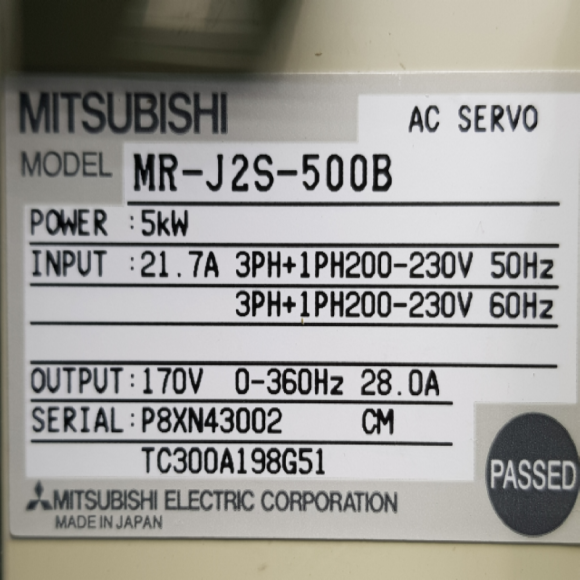 MITSUBISHI
AC SERVO
MODEL MR-J2S-500B
POWER :5kW
INPUT :21.7A 3PH+1PH200-230V 50Hz
3PH+1PH200-230V 60Hz
OUTPUT:170V 0-360Hz 28.0A
SERIAL:P8XN43002 CM
TC300A198G51
PASSED
MITSUBISHI ELECTRIC CORPORATION
MADE IN JAPAN